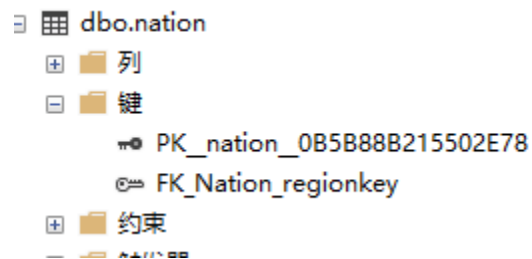 dbo.nation
列
键
PK__nation__0B5B88B215502E78
FK_Nation_regionkey
约束